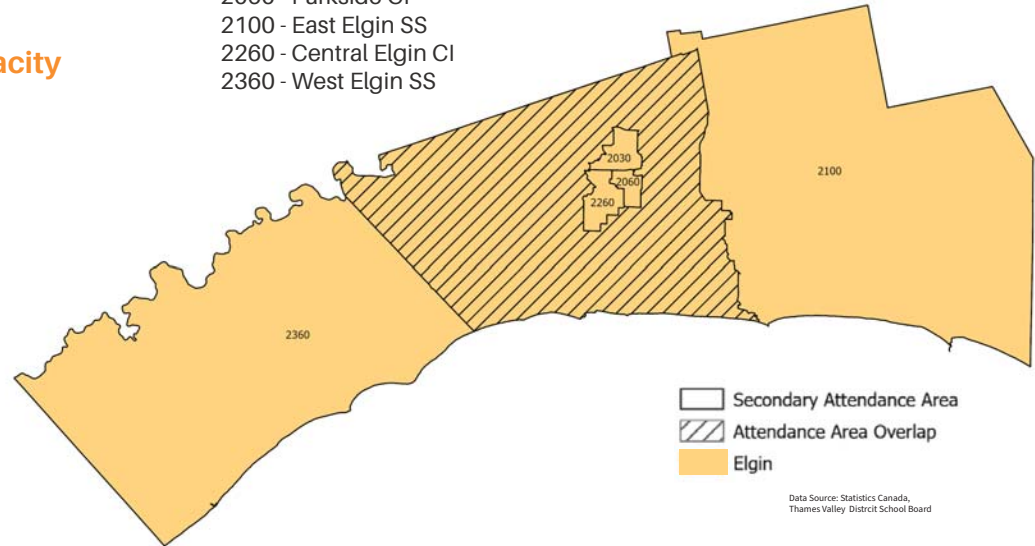 2100 - East Elgin SS
2260 - Central Elgin CI
2360 - West Elgin SS
2030
2060
2260
2100
2360
Secondary Attendance Area
Attendance Area Overlap
Elgin
Data Source: Statistics Canada,
Thames Valley Distrcit School Board